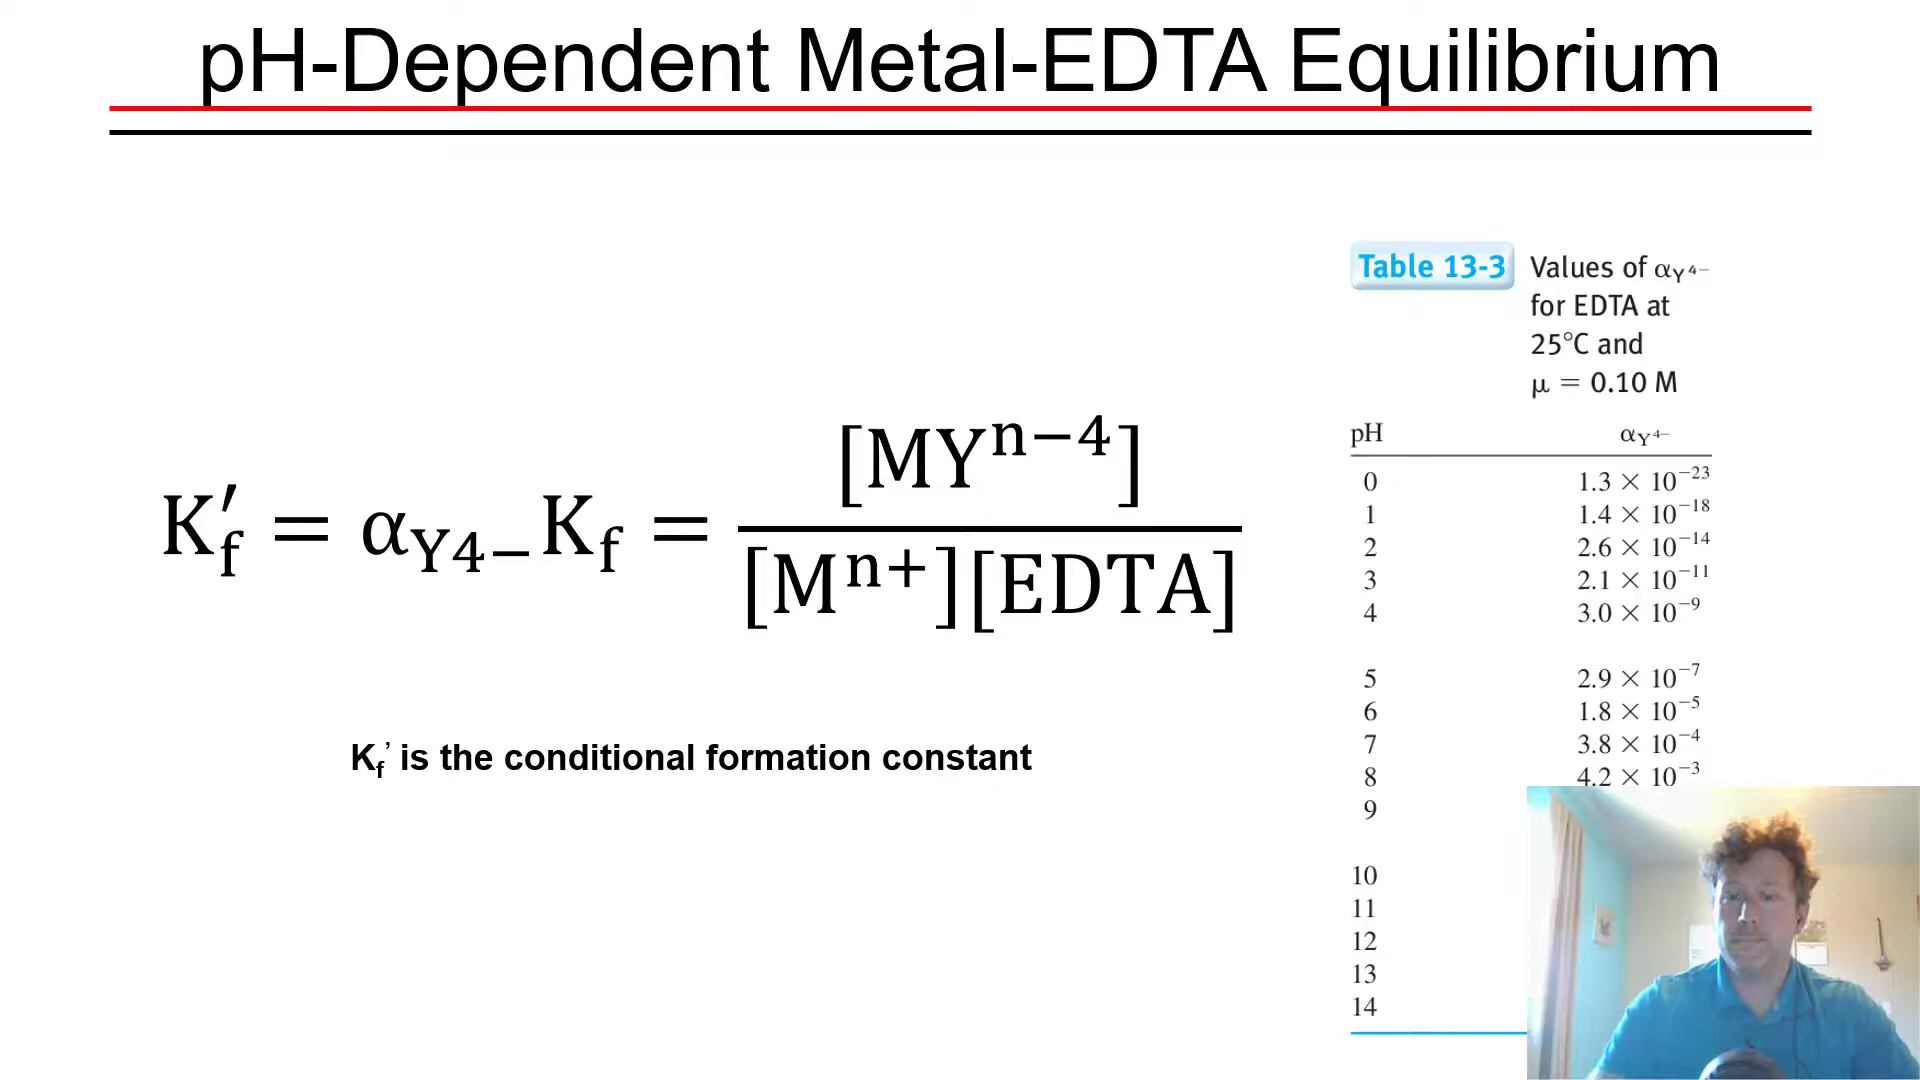 pH-Dependent Metal-EDTA Equilibrium
K′f = αY4−Kf = [MYⁿ⁻⁴] / [Mⁿ⁺][EDTA]
Kf’ is the conditional formation constant
Table 13-3 Values of αY⁴⁻
for EDTA at
25°C and
μ = 0.10 M
pH αY⁴⁻
0 1.3 × 10⁻²³
1 1.4 × 10⁻¹⁸
2 2.6 × 10⁻¹⁴
3 2.1 × 10⁻¹¹
4 3.0 × 10⁻⁹
5 2.9 × 10⁻⁷
6 1.8 × 10⁻⁵
7 3.8 × 10⁻⁴
8 4.2 × 10⁻³
9
10
11
12
13
14